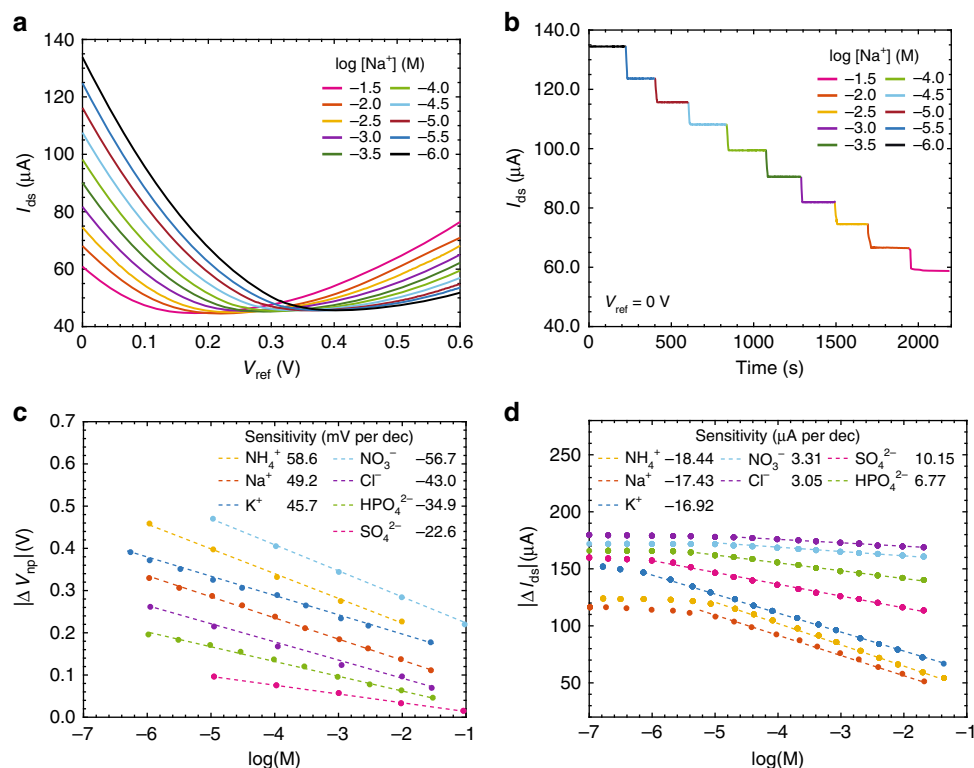 a
140
120
100
80
60
40
I_ds (μA)
log [Na⁺] (M)
−1.5 −4.0
−2.0 −4.5
−2.5 −5.0
−3.0 −5.5
−3.5 −6.0
0 0.1 0.2 0.3 0.4 0.5 0.6
V_ref (V)
b
140.0
120.0
100.0
80.0
60.0
40.0
I_ds (μA)
log [Na⁺] (M)
−1.5 −4.0
−2.0 −4.5
−2.5 −5.0
−3.0 −5.5
−3.5 −6.0
V_ref = 0 V
0 500 1000 1500 2000
Time (s)
c
0.7
0.6
0.5
0.4
0.3
0.2
0.1
0.0
|Δ V_np| (V)
Sensitivity (mV per dec)
NH₄⁺ 58.6 NO₃⁻ −56.7
Na⁺ 49.2 Cl⁻ −43.0
K⁺ 45.7 HPO₄²⁻ −34.9
SO₄²⁻ −22.6
−7 −6 −5 −4 −3 −2 −1
log(M)
d
250
200
150
100
50
|Δ I_ds| (μA)
Sensitivity (μA per dec)
NH₄⁺ −18.44 NO₃⁻ 3.31 SO₄²⁻ 10.15
Na⁺ −17.43 Cl⁻ 3.05 HPO₄²⁻ 6.77
K⁺ −16.92
−7 −6 −5 −4 −3 −2 −1
log(M)